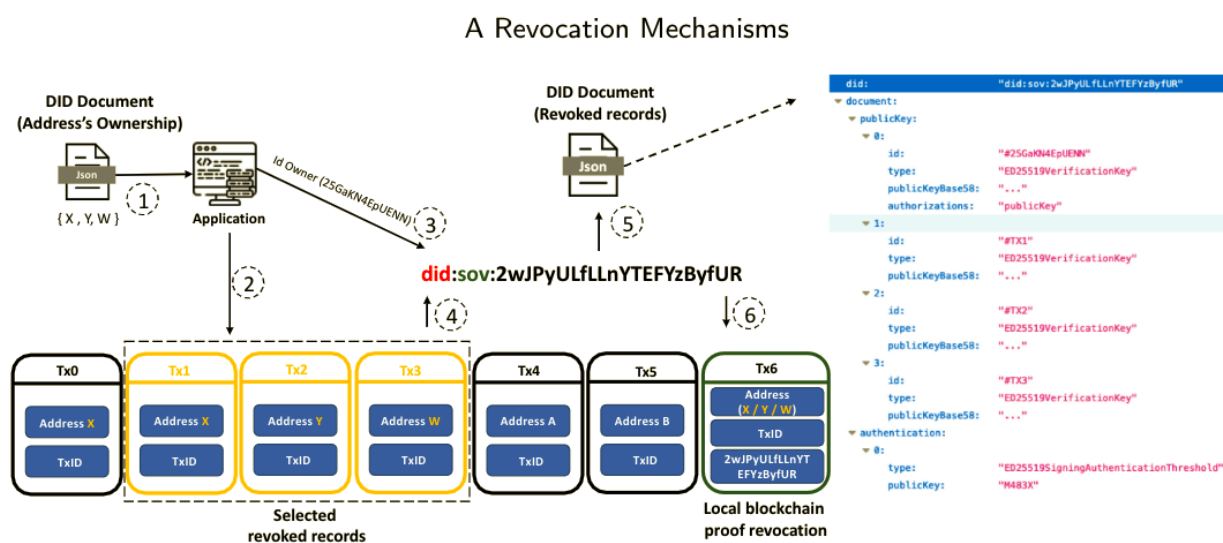 A Revocation Mechanisms
DID Document
(Address's Ownership)
Json
{ X , Y, W }
1
Application
Id Owner (25GaKN4EpUENN)
3
2
DID Document
(Revoked records)
Json
5
did:sov:2wJPyULfLLnYTEFYzByfUR
4
6
Tx0
Address X
TxID
Tx1
Address X
TxID
Tx2
Address Y
TxID
Tx3
Address W
TxID
Tx4
Address A
TxID
Tx5
Address B
TxID
Tx6
Address
(X / Y / W)
TxID
2wJPyULfLLnYT
EFYzByfUR
Selected
revoked records
Local blockchain
proof revocation
did: "did:sov:2wJPyULfLLnYTEFYzByfUR"
document:
publicKey:
0:
id: "#25GaKN4EpUENN"
type: "ED25519VerificationKey"
publicKeyBase58: "..."
authorizations: "publicKey"
1:
id: "#TX1"
type: "ED25519VerificationKey"
publicKeyBase58: "..."
2:
id: "#TX2"
type: "ED25519VerificationKey"
publicKeyBase58: "..."
3:
id: "#TX3"
type: "ED25519VerificationKey"
publicKeyBase58: "..."
authentication:
0:
type: "ED25519SigningAuthenticationThreshold"
publicKey: "M483X"